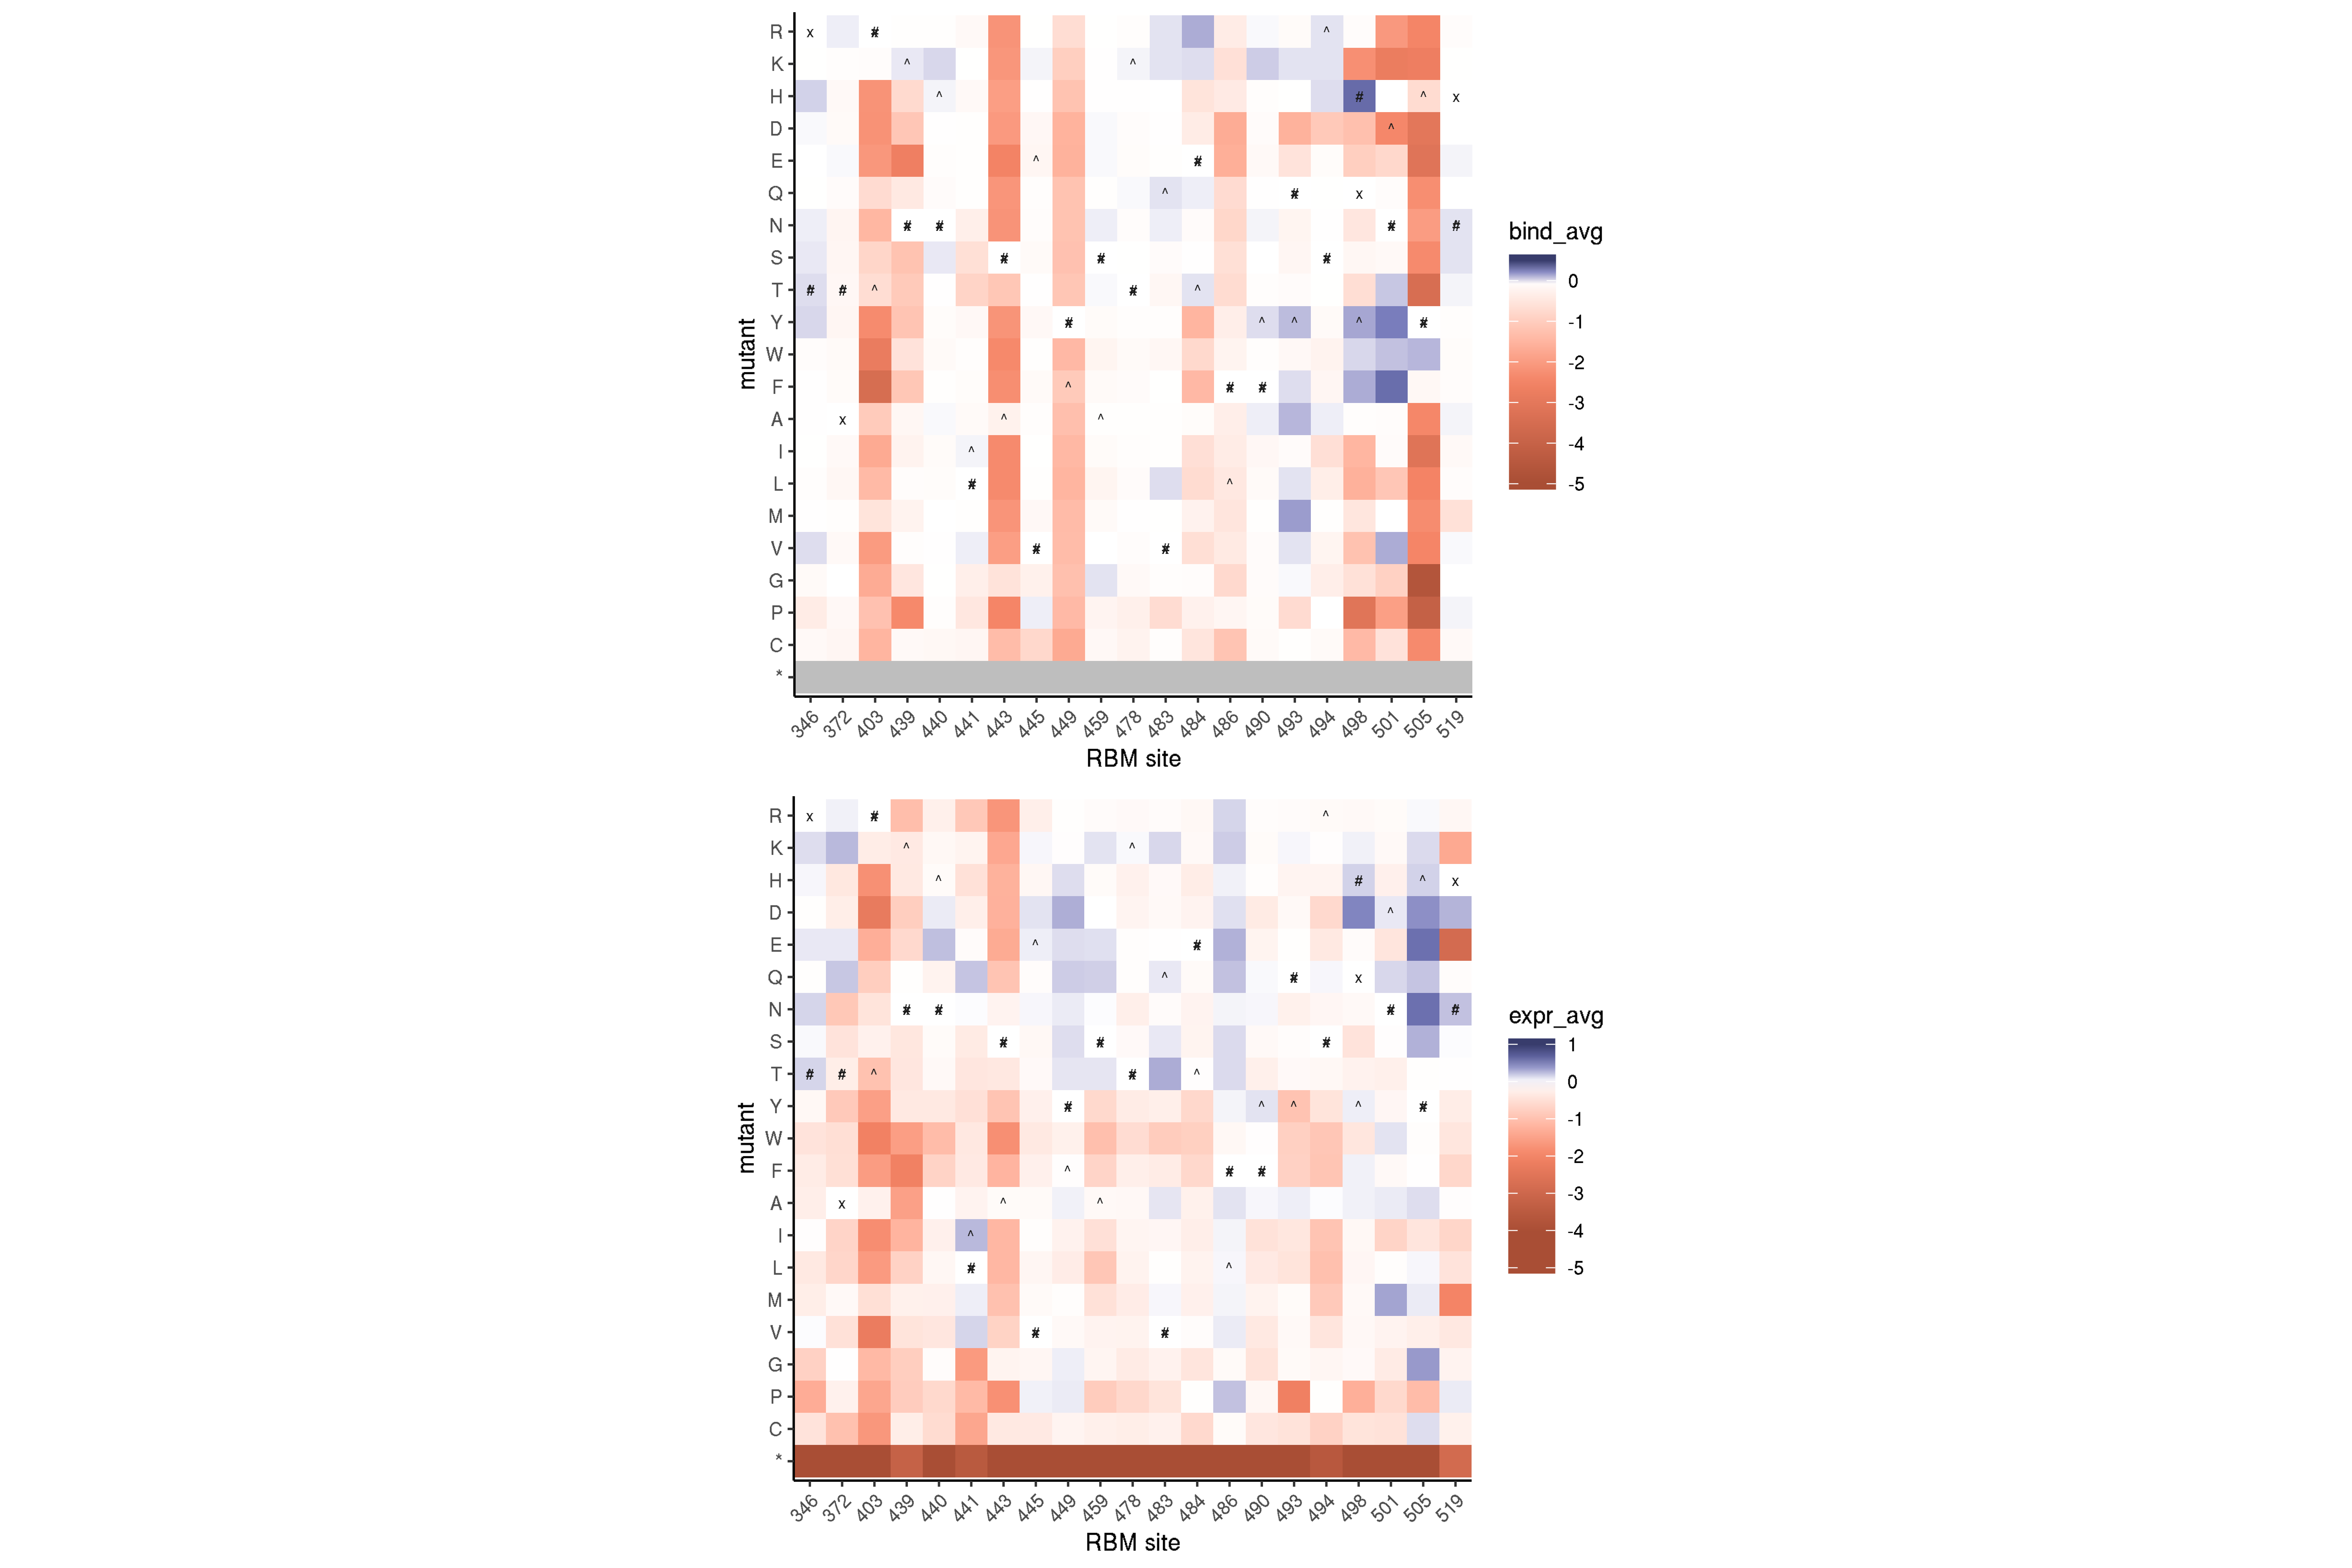 R x # ^
K ^ ^
H ^ # ^ x
D ^
E ^ #
Q ^ # x
N # # # #
S # # #
T # # ^ # ^
Y # ^ ^ ^ #
W
F ^ # #
A x ^ ^
I ^
L # ^
M
V # #
G
P
C
*
mutant
346 372 403 439 440 441 443 445 449 459 478 483 484 486 490 493 494 498 501 505 519
RBM site
bind_avg
0
-1
-2
-3
-4
-5
R x # ^
K ^ ^
H ^ # ^ x
D ^
E ^ #
Q ^ # x
N # # # #
S # # #
T # # ^ # ^
Y # ^ ^ ^ #
W
F ^ # #
A x ^ ^
I ^
L # ^
M
V # #
G
P
C
*
mutant
346 372 403 439 440 441 443 445 449 459 478 483 484 486 490 493 494 498 501 505 519
RBM site
expr_avg
1
0
-1
-2
-3
-4
-5